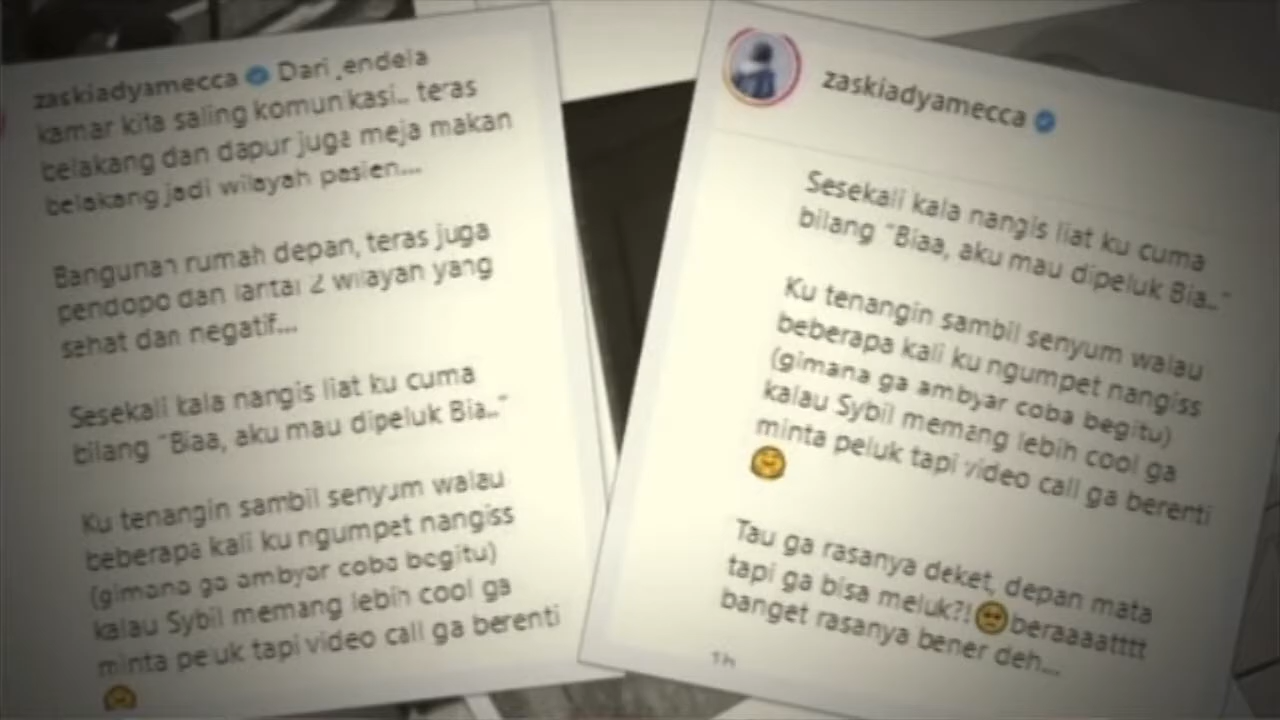 zaskiadyamecca Dari jendela
kamar kita saling komunikasi.. teras
belakang dan dapur juga meja makan
belakang jadi wilayah pasien...
Bangunan rumah depan, teras juga
pendopo dan lantai 2 wilayah yang
sehat dan negatif...
Sesekali kala nangis liat ku cuma
bilang "Biaa, aku mau dipeluk Bia.."
Ku tenangin sambil senyum walau
beberapa kali ku ngumpet nangiss
(gimana ga ambyar coba begitu)
kalau Sybil memang lebih cool ga
minta peluk tapi video call ga berenti
🤗
zaskiadyamecca
Sesekali kala nangis liat ku cuma
bilang "Biaa, aku mau dipeluk Bia.."
Ku tenangin sambil senyum walau
beberapa kali ku ngumpet nangiss
(gimana ga ambyar coba begitu)
kalau Sybil memang lebih cool ga
minta peluk tapi video call ga berenti
🤗
Tau ga rasanya deket, depan mata
tapi ga bisa meluk?!🥺beraaaatttt
banget rasanya bener deh...
1h